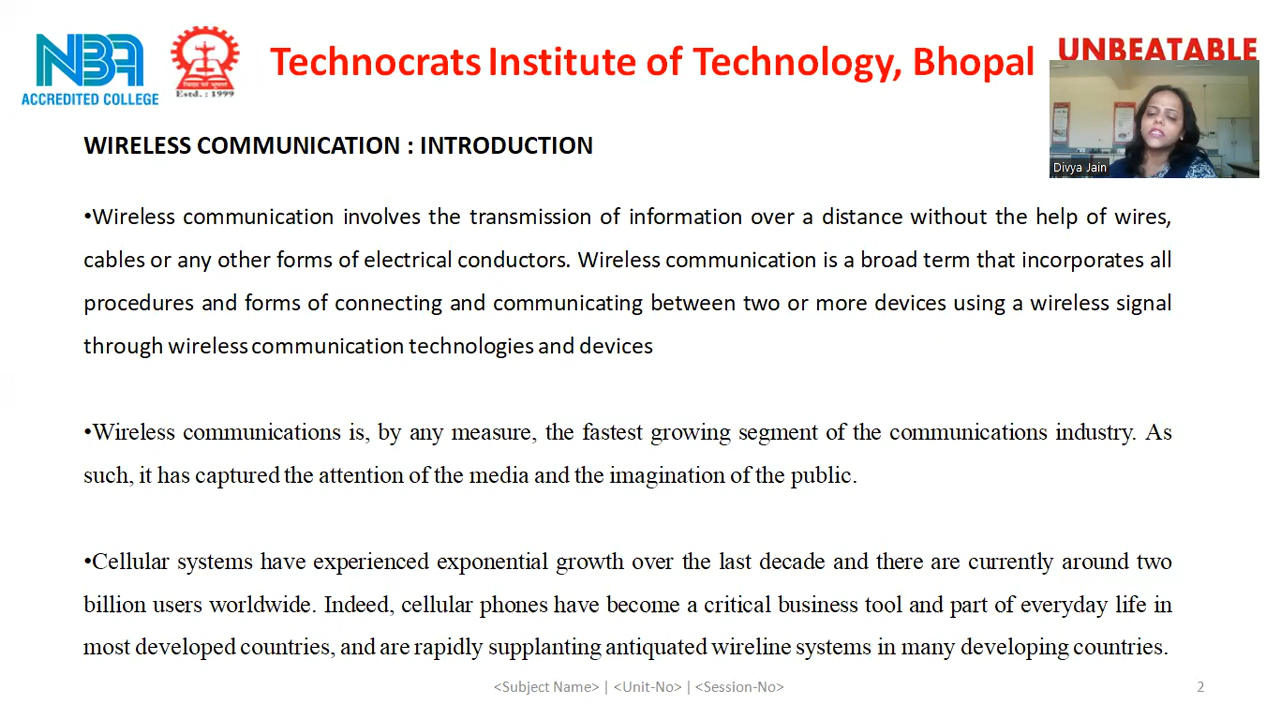 NBA
ACCREDITED COLLEGE
Estd. : 1999
Technocrats Institute of Technology, Bhopal
UNBEATABLE
Divya Jain
WIRELESS COMMUNICATION : INTRODUCTION
•Wireless communication involves the transmission of information over a distance without the help of wires,
cables or any other forms of electrical conductors. Wireless communication is a broad term that incorporates all
procedures and forms of connecting and communicating between two or more devices using a wireless signal
through wireless communication technologies and devices
•Wireless communications is, by any measure, the fastest growing segment of the communications industry. As
such, it has captured the attention of the media and the imagination of the public.
•Cellular systems have experienced exponential growth over the last decade and there are currently around two
billion users worldwide. Indeed, cellular phones have become a critical business tool and part of everyday life in
most developed countries, and are rapidly supplanting antiquated wireline systems in many developing countries.
<Subject Name> | <Unit-No> | <Session-No>
2